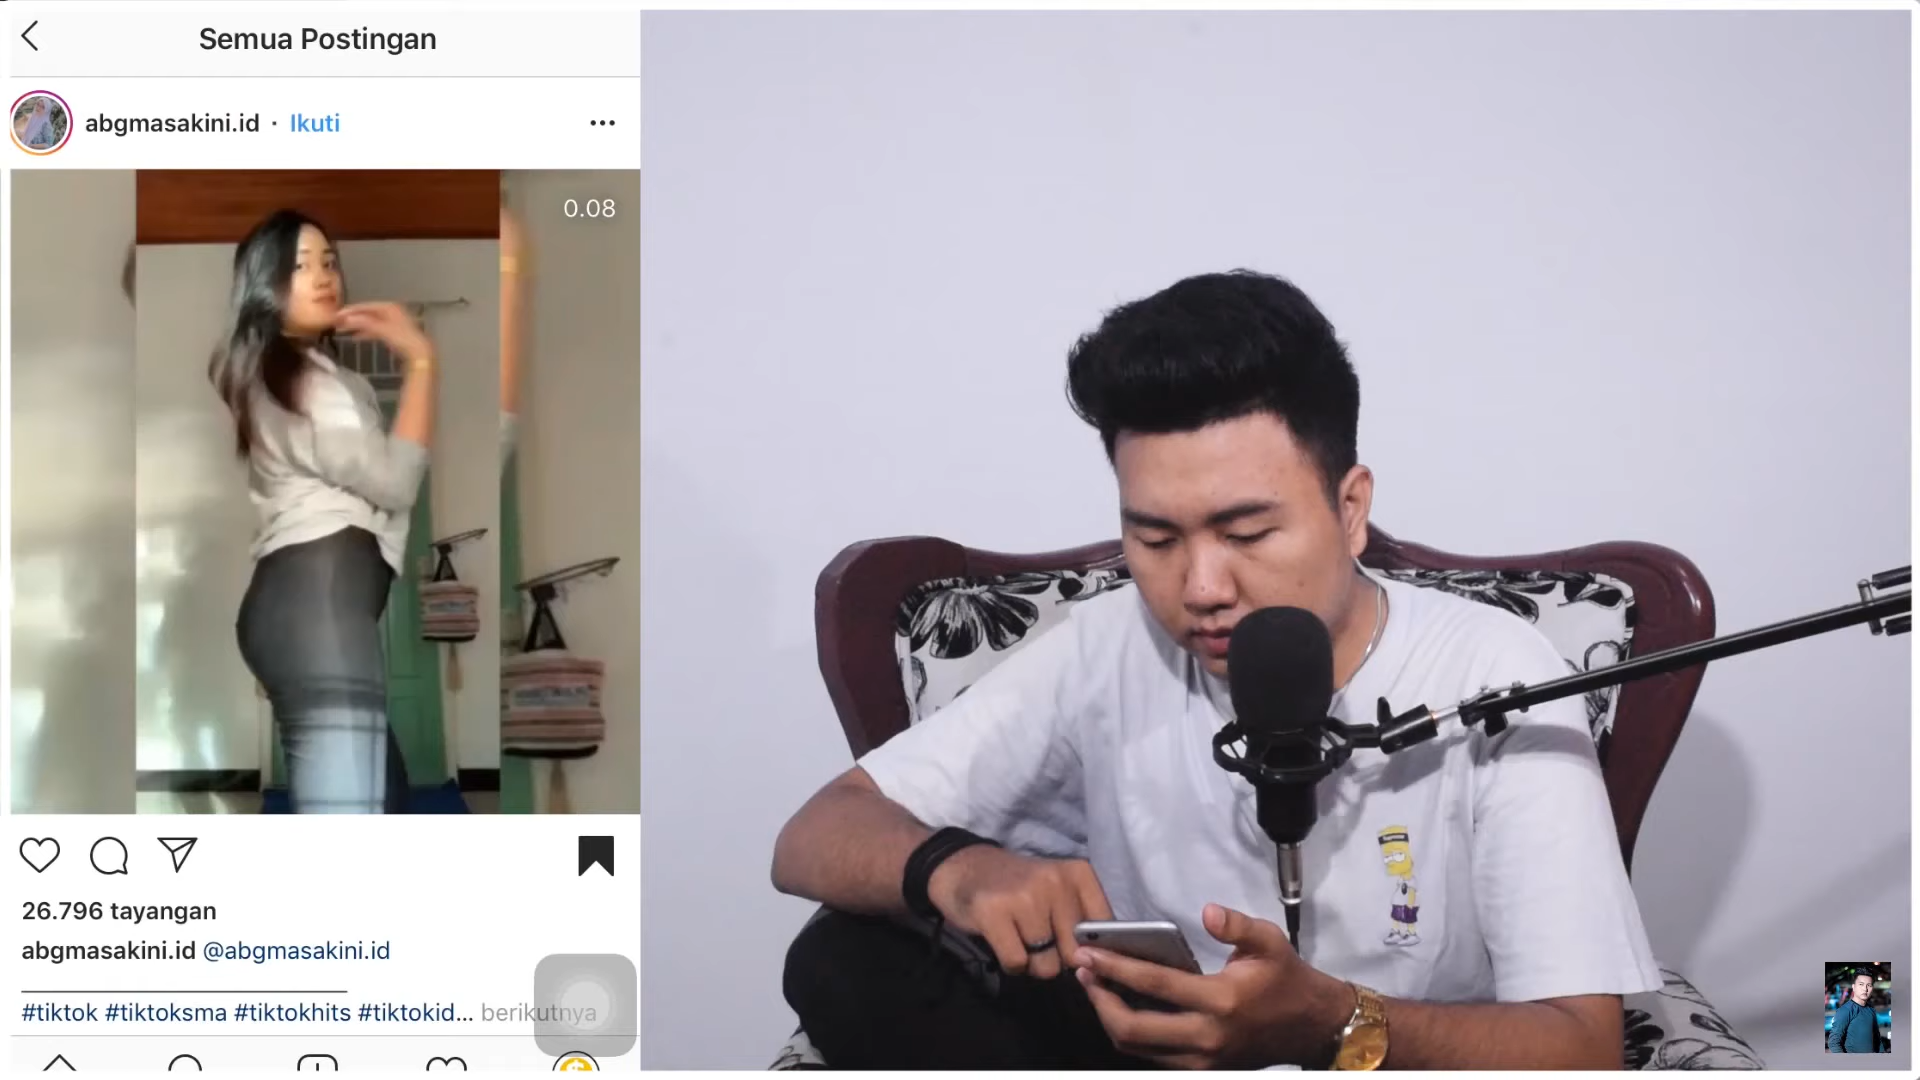 Semua Postingan
abgmasakini.id · Ikuti
0.08
26.796 tayangan
abgmasakini.id @abgmasakini.id
#tiktok #tiktoksma #tiktokhits #tiktokid... berikutnya